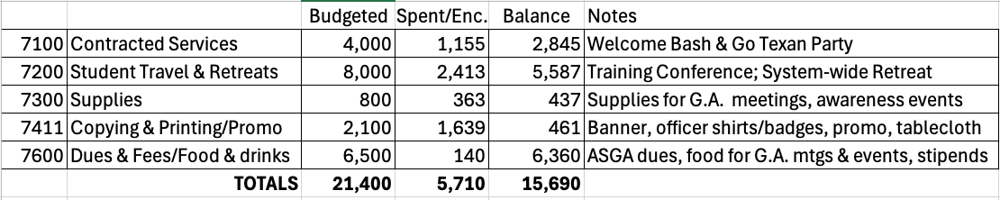 Budgeted Spent/Enc. Balance Notes
7100 Contracted Services 4,000 1,155 2,845 Welcome Bash & Go Texan Party
7200 Student Travel & Retreats 8,000 2,413 5,587 Training Conference; System-wide Retreat
7300 Supplies 800 363 437 Supplies for G.A. meetings, awareness events
7411 Copying & Printing/Promo 2,100 1,639 461 Banner, officer shirts/badges, promo, tablecloth
7600 Dues & Fees/Food & drinks 6,500 140 6,360 ASGA dues, food for G.A. mtgs & events, stipends
TOTALS 21,400 5,710 15,690